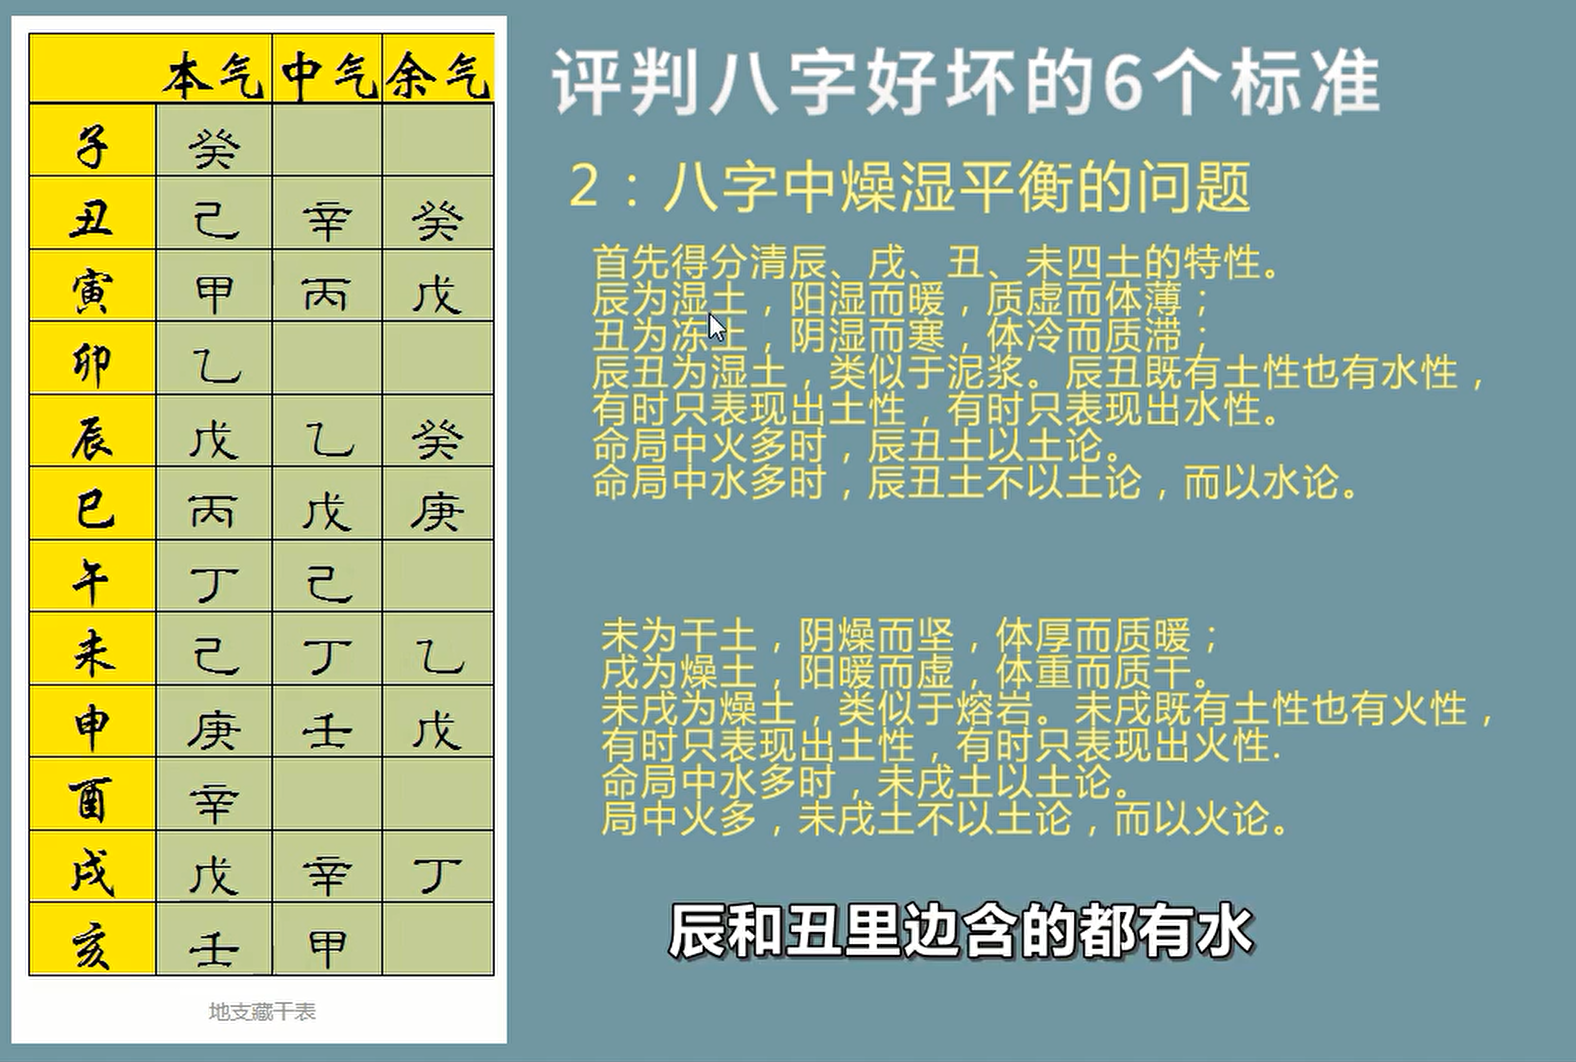 本气 中气 余气
子 癸
丑 己 辛 癸
寅 甲 丙 戊
卯 乙
辰 戊 乙 癸
巳 丙 戊 庚
午 丁 己
未 己 丁 乙
申 庚 壬 戊
酉 辛
戌 戊 辛 丁
亥 壬 甲
地支藏干表
评判八字好坏的6个标准
2：八字中燥湿平衡的问题
首先得分清辰、戌、丑、未四土的特性。
辰为湿土，阳湿而暖，质虚而体薄；
丑为冻土，阴湿而寒，体冷而质滞；
辰丑为湿土，类似于泥浆。辰丑既有土性也有水性，
有时只表现出土性，有时只表现出水性。
命局中火多时，辰丑土以土论。
命局中水多时，辰丑土不以土论，而以水论。
未为干土，阴燥而坚，体厚而质暖；
戌为燥土，阳暖而虚，体重而质干。
未戌为燥土，类似于熔岩。未戌既有土性也有火性，
有时只表现出土性，有时只表现出火性.
命局中水多时，未戌土以土论。
局中火多，未戌土不以土论，而以火论。
辰和丑里边含的都有水